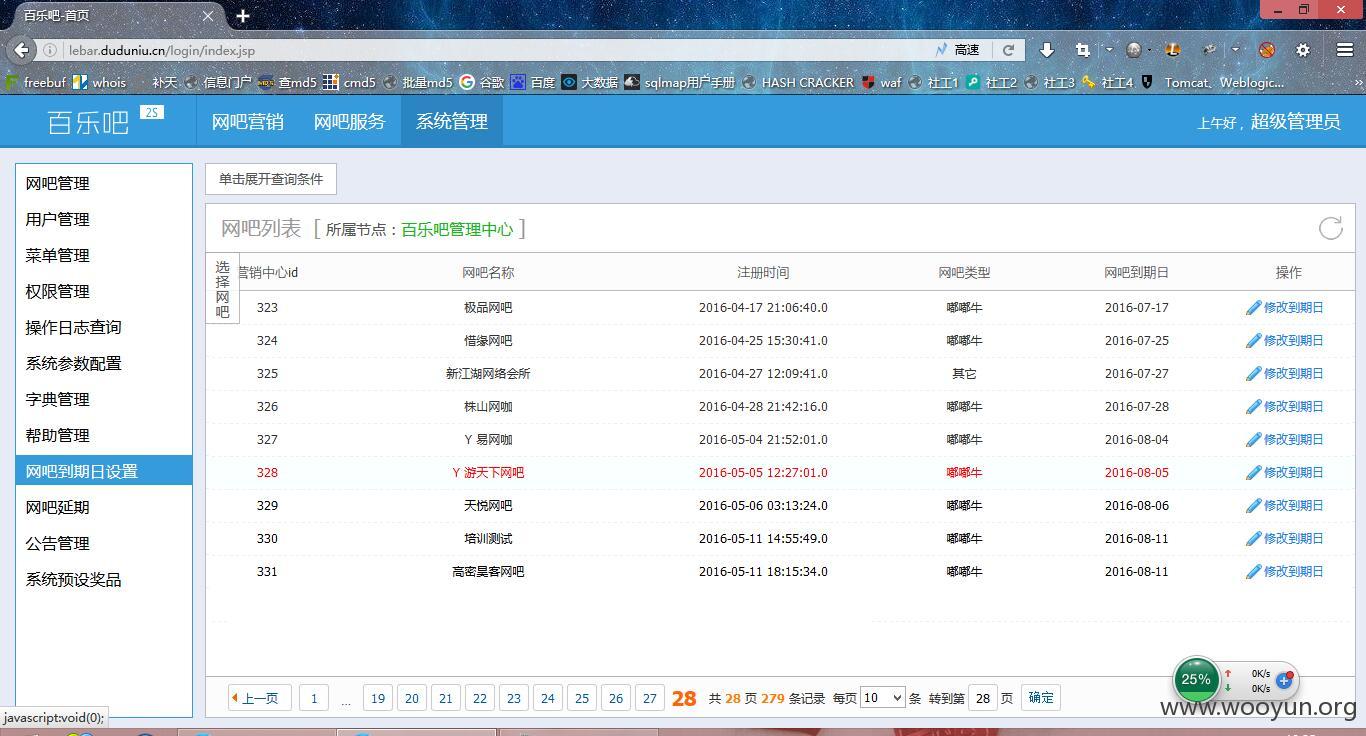 百乐吧-首页
lebar.duduniu.cn/login/index.jsp 高速
freebuf whois 补天 信息门户 查md5 cmd5 批量md5 谷歌 百度 大数据 sqlmap用户手册 HASH CRACKER waf 社工1 社工2 社工3 社工4 Tomcat、Weblogic... »
百乐吧 2S 网吧营销 网吧服务 系统管理 上午好，超级管理员
网吧管理
用户管理
菜单管理
权限管理
操作日志查询
系统参数配置
字典管理
帮助管理
网吧到期日设置
网吧延期
公告管理
系统预设奖品
单击展开查询条件
网吧列表 [ 所属节点：百乐吧管理中心 ]
选择网吧
营销中心id 网吧名称 注册时间 网吧类型 网吧到期日 操作
323 极品网吧 2016-04-17 21:06:40.0 嘟嘟牛 2016-07-17 修改到期日
324 惜缘网吧 2016-04-25 15:30:41.0 嘟嘟牛 2016-07-25 修改到期日
325 新江湖网络会所 2016-04-27 12:09:41.0 其它 2016-07-27 修改到期日
326 株山网咖 2016-04-28 21:42:16.0 嘟嘟牛 2016-07-28 修改到期日
327 Y 易网咖 2016-05-04 21:52:01.0 嘟嘟牛 2016-08-04 修改到期日
328 Y 游天下网吧 2016-05-05 12:27:01.0 嘟嘟牛 2016-08-05 修改到期日
329 天悦网吧 2016-05-06 03:13:24.0 嘟嘟牛 2016-08-06 修改到期日
330 培训测试 2016-05-11 14:55:49.0 嘟嘟牛 2016-08-11 修改到期日
331 高密昊客网吧 2016-05-11 18:15:34.0 嘟嘟牛 2016-08-11 修改到期日
上一页 1 ... 19 20 21 22 23 24 25 26 27 28 共 28 页 279 条记录 每页 10 条 转到第 28 页 确定
25% 0K/s
0K/s
www.wooyun.org
javascript:void(0);